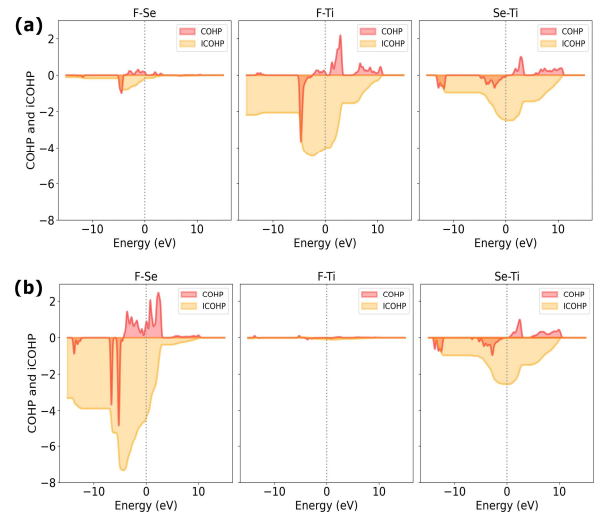 (a)
F-Se
F-Ti
Se-Ti
COHP
ICOHP
COHP
ICOHP
COHP
ICOHP
COHP and iCOHP
2
0
−2
−4
−6
−8
−10 0 10
−10 0 10
−10 0 10
Energy (eV)
Energy (eV)
Energy (eV)
(b)
F-Se
F-Ti
Se-Ti
COHP
ICOHP
COHP
ICOHP
COHP
ICOHP
COHP and iCOHP
2
0
−2
−4
−6
−8
−10 0 10
−10 0 10
−10 0 10
Energy (eV)
Energy (eV)
Energy (eV)